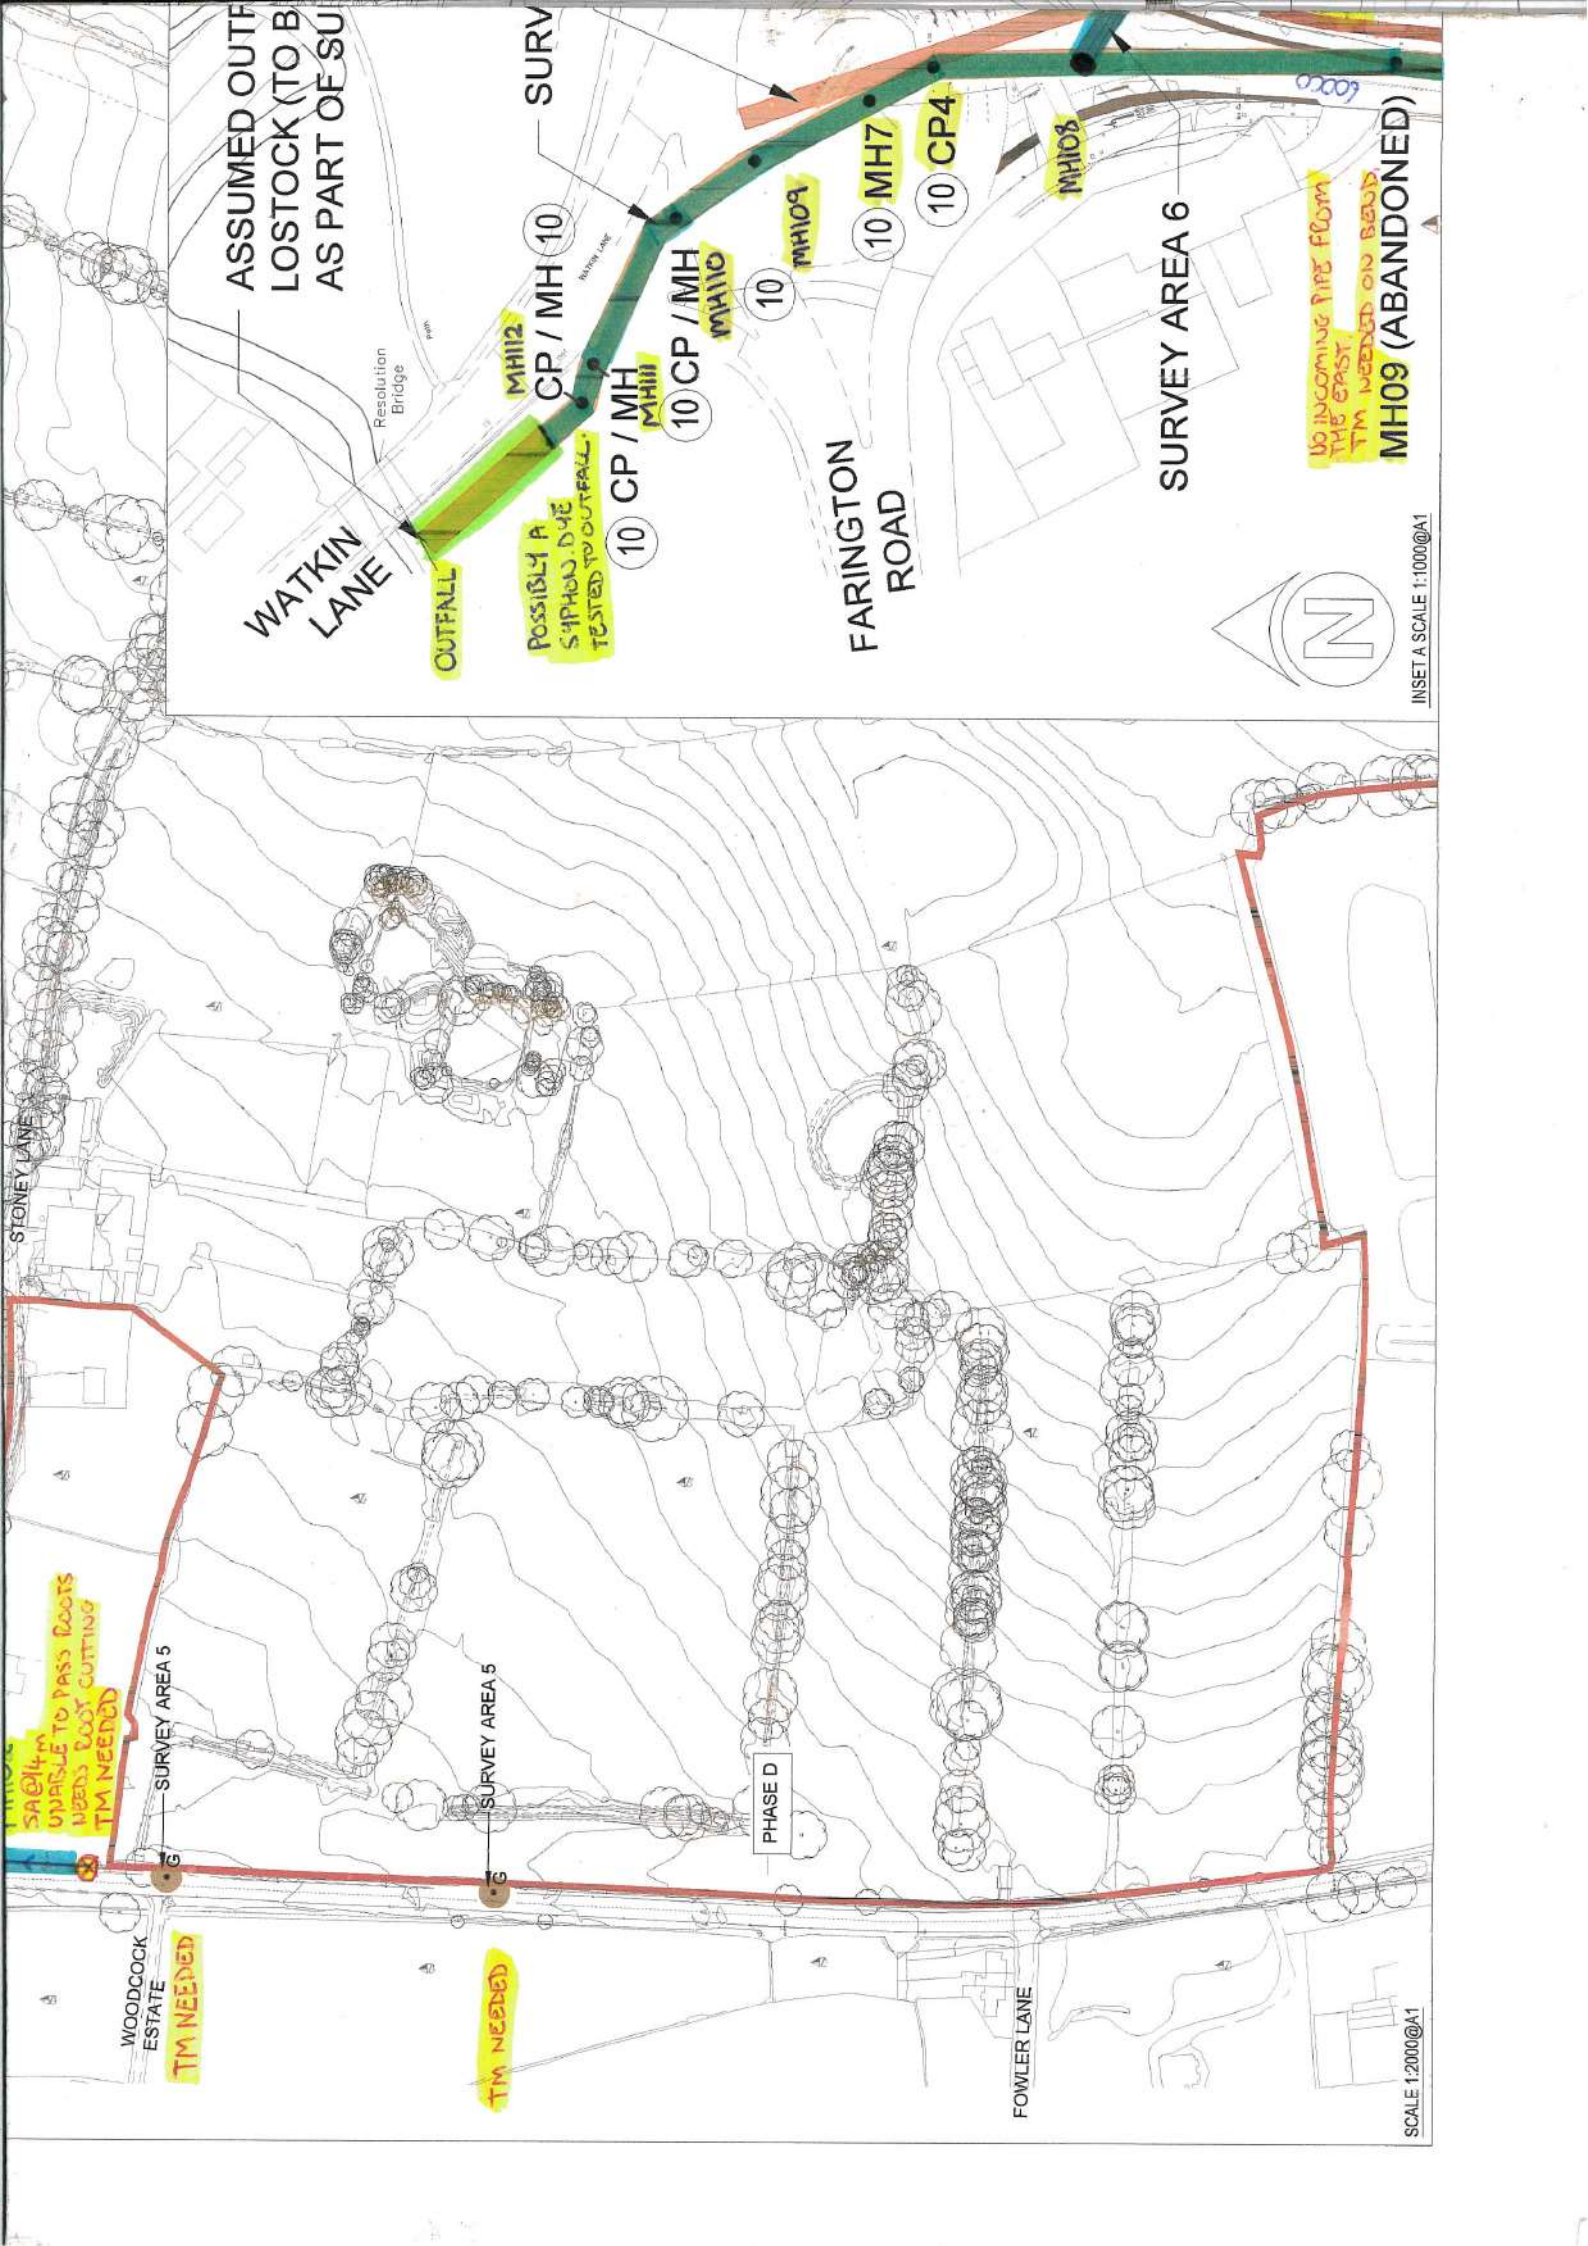 STONEY LANE
SA@14m
UNABLE TO PASS ROOTS
NEEDS ROOT CUTTING
TM NEEDED
SURVEY AREA 5
G
SURVEY AREA 5
G
WOODCOCK
ESTATE
TM NEEDED
TM NEEDED
PHASE D
FOWLER LANE
SCALE 1:2000@A1
ASSUMED OUTF
LOSTOCK (TO B
AS PART OF SU
Resolution
Bridge
Path
WATKIN
LANE
OUTFALL
SURV
WATKIN LANE
MH112
CP / MH 10
POSSIBLY A
SYPHON. DYE
TESTED TO OUTFALL.
10 CP / MH
MH111
10 CP / MH
MH110
10
MH109
10 MH7
10 CP4
MH108
FARINGTON
ROAD
SURVEY AREA 6
NO INCOMING PIPE FROM
THE EAST.
TM NEEDED ON BEND.
MH09 (ABANDONED)
N
INSET A SCALE 1:1000@A1